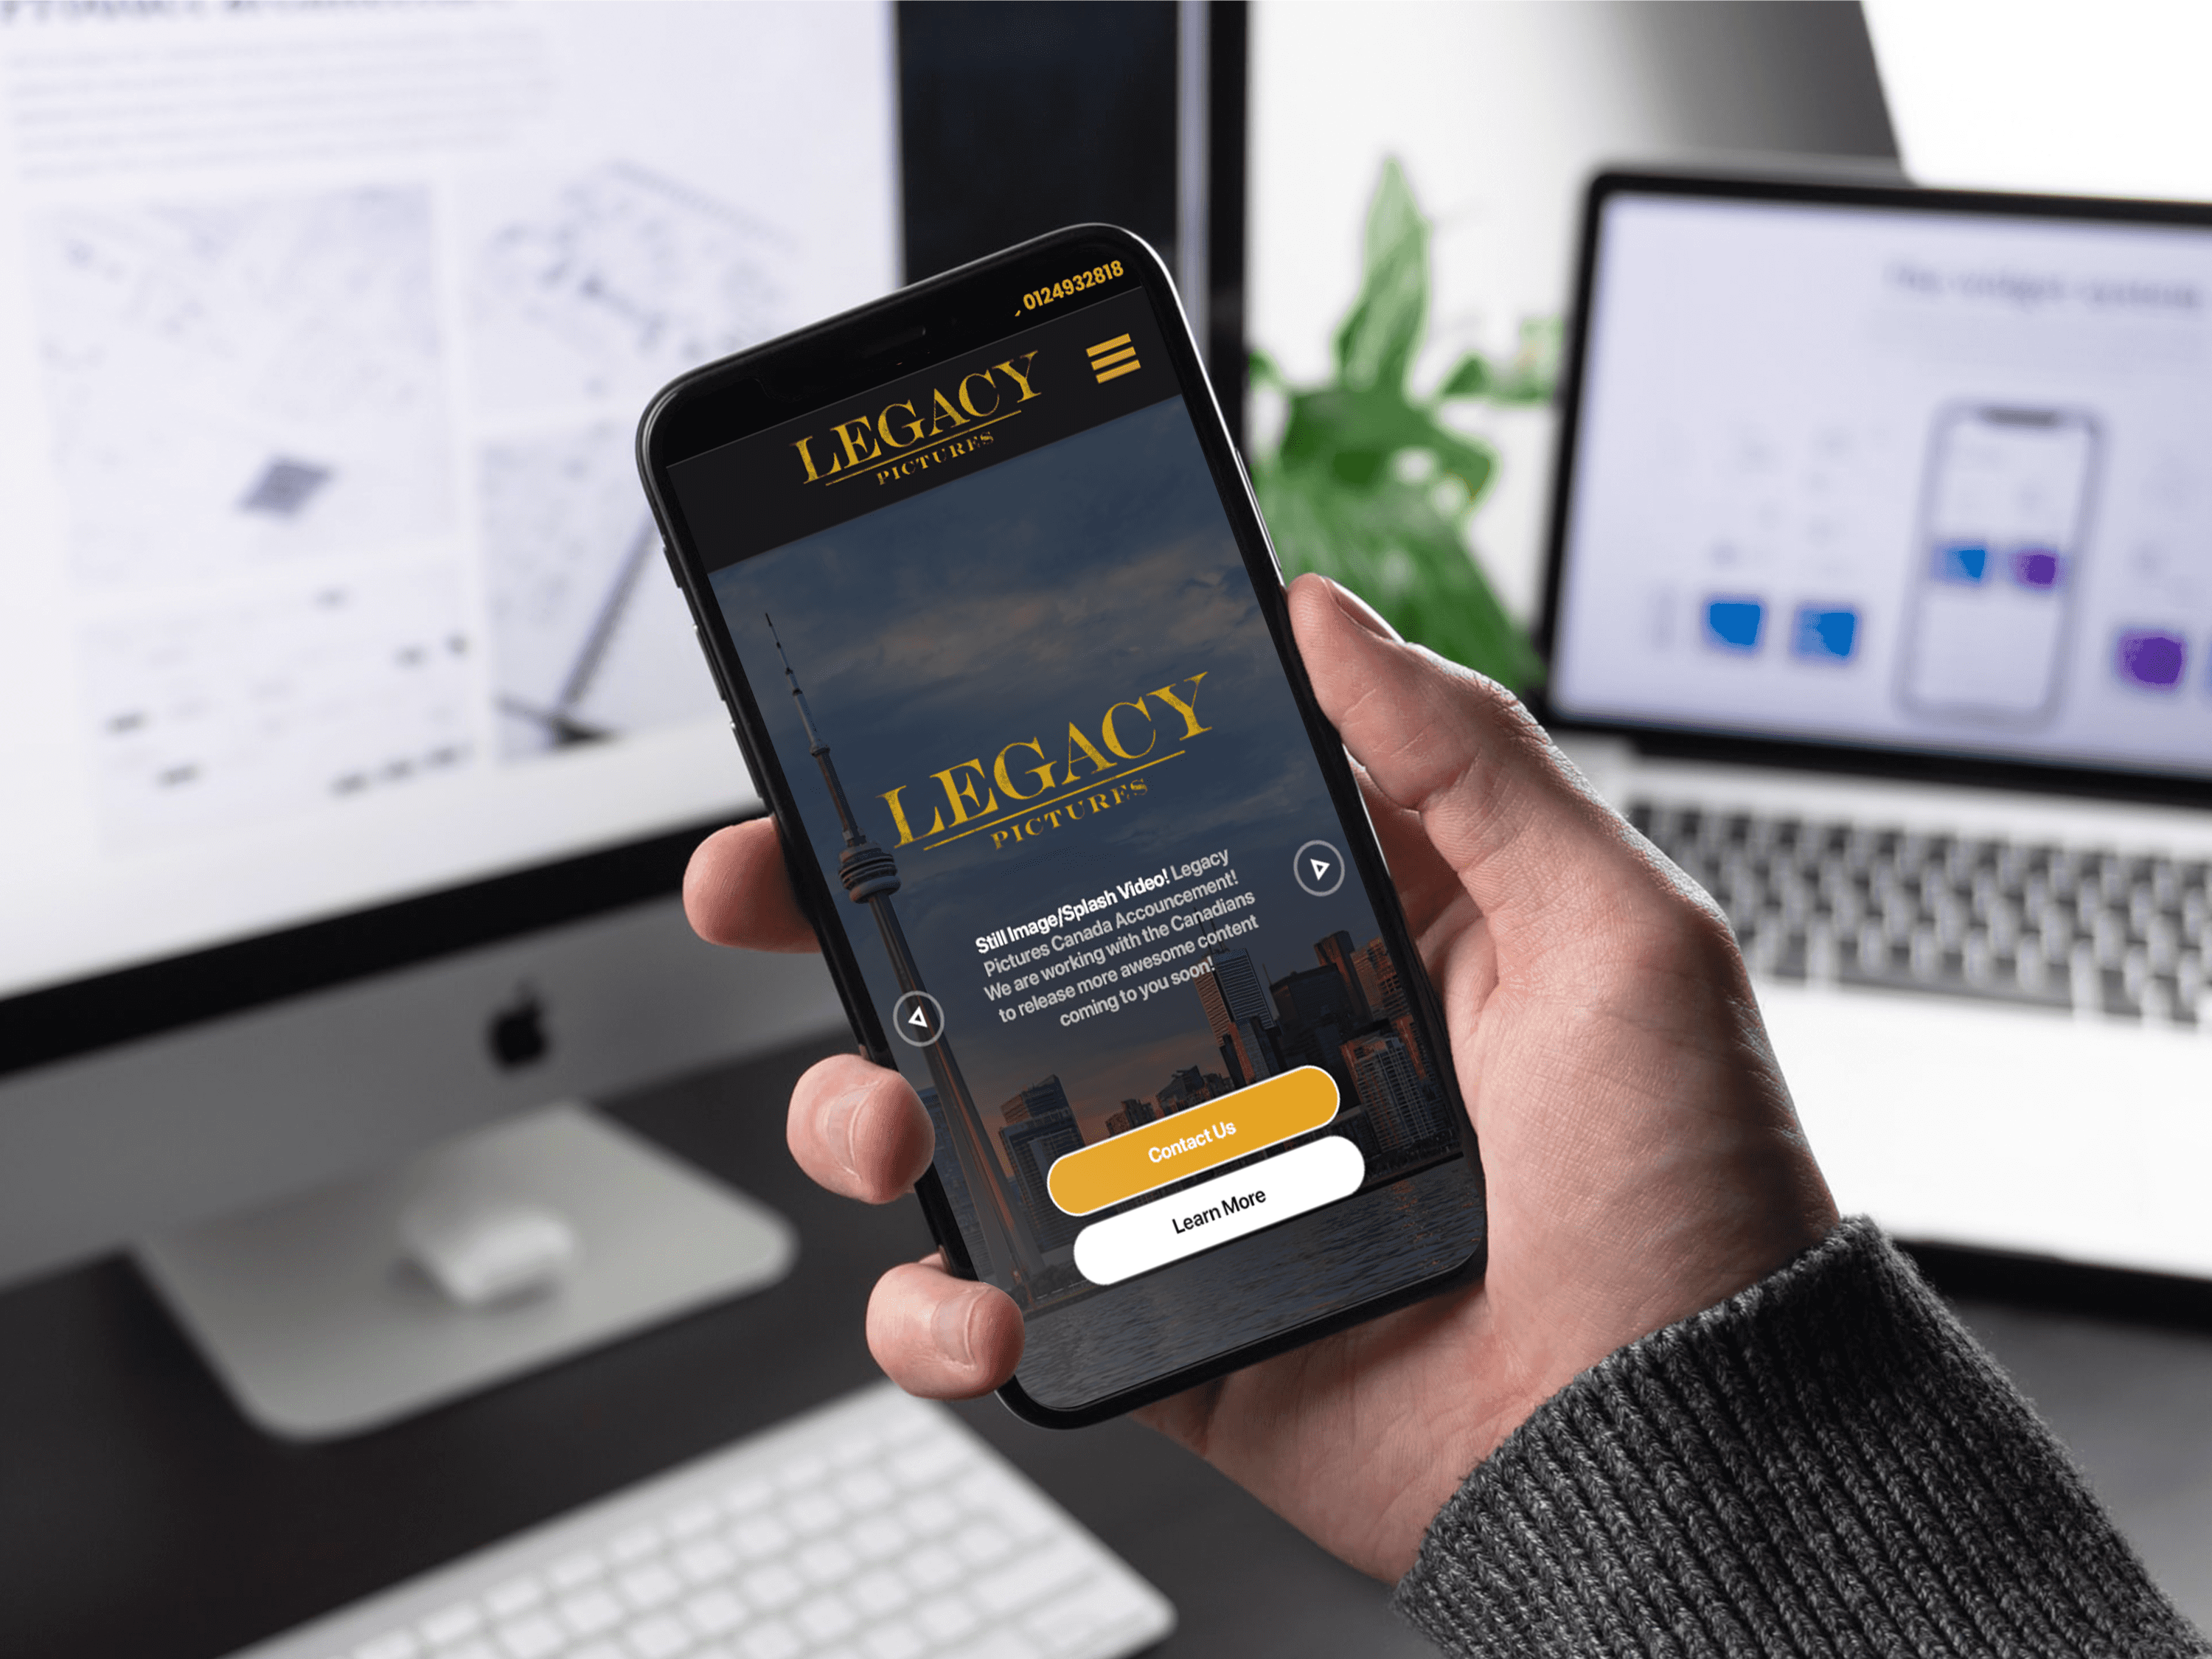 0124932818
LEGACY
PICTURES
LEGACY
PICTURES
Still Image/Splash Video! Legacy
Pictures Canada Accouncement!
We are working with the Canadians
to release more awesome content
coming to you soon!
Contact Us
Learn More